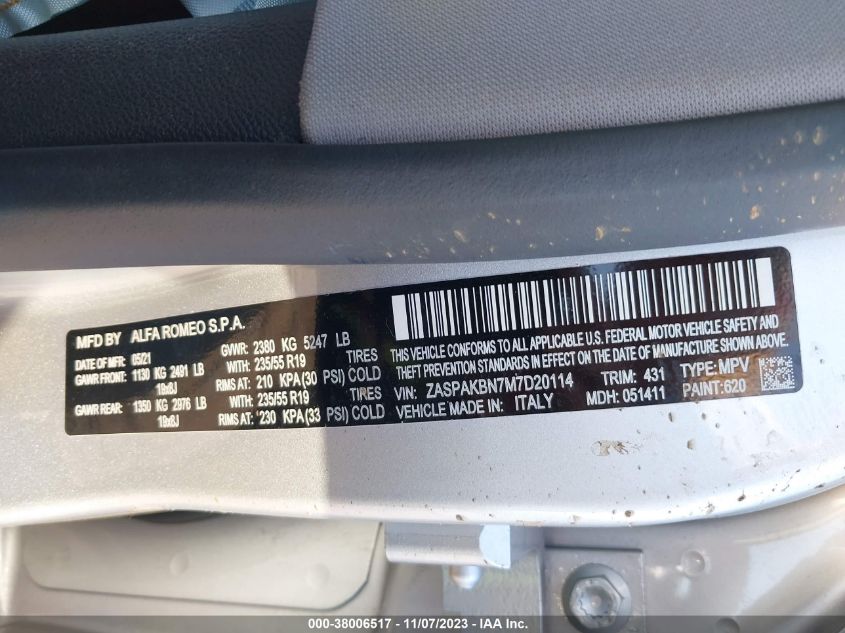 MFD BY ALFA ROMEO S.P.A.
DATE OF MFR 05/21 GVWR: 2380 KG 5247 LB
GAWR FRONT: 1130 KG 2491 LB WITH: 235/55 R19 TIRES
19x8J RIMS AT: 210 KPA(30 PSI) COLD
GAWR REAR: 1350 KG 2976 LB WITH: 235/55 R19 TIRES
19x8J RIMS AT: 230 KPA(33 PSI) COLD
THIS VEHICLE CONFORMS TO ALL APPLICABLE U.S. FEDERAL MOTOR VEHICLE SAFETY AND
THEFT PREVENTION STANDARDS IN EFFECT ON THE DATE OF MANUFACTURE SHOWN ABOVE.
VIN: ZASPAKBN7M7D20114 TRIM: 431 TYPE: MPV
VEHICLE MADE IN: ITALY MDH: 051411 PAINT:620
000-38006517 — 11/07/2023 — IAA Inc.